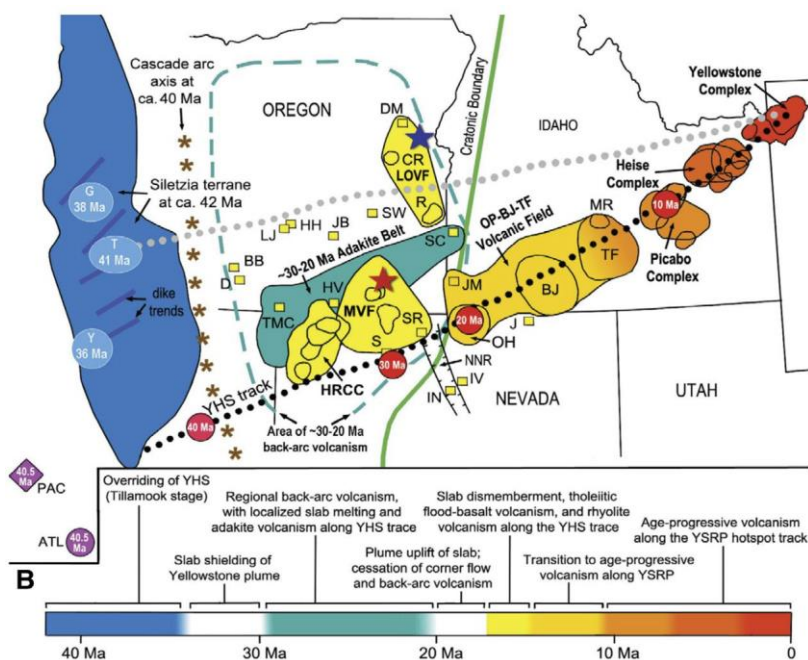 Cascade arc
axis at
ca. 40 Ma
OREGON
DM
CR
LOVF
R
Cratonic Boundary
IDAHO
Yellowstone
Complex
Heise
Complex
10 Ma
Picabo
Complex
G
38 Ma
Siletzia terrane
at ca. 42 Ma
T
41 Ma
dike
trends
Y
36 Ma
LJ
HH
JB
SW
BB
D
~30-20 Ma Adakite Belt
SC
OP-BJ-TF
Volcanic Field
MR
TF
BJ
JM
TMC
HV
MVF
SR
S
HRCC
20 Ma
OH
J
30 Ma
NNR
IV
IN
NEVADA
UTAH
YHS track
40 Ma
Area of ~30-20 Ma
back-arc volcanism
40.5
Ma
PAC
ATL
40.5
Ma
B
Overriding of YHS
(Tillamook stage)
Slab shielding of
Yellowstone plume
Regional back-arc volcanism,
with localized slab melting and
adakite volcanism along YHS trace
Plume uplift of slab;
cessation of corner flow
and back-arc volcanism
Slab dismemberment, tholeiitic
flood-basalt volcanism, and rhyolite
volcanism along the YHS trace
Transition to age-progressive
volcanism along YSRP
Age-progressive volcanism
along the YSRP hotspot track
40 Ma
30 Ma
20 Ma
10 Ma
0